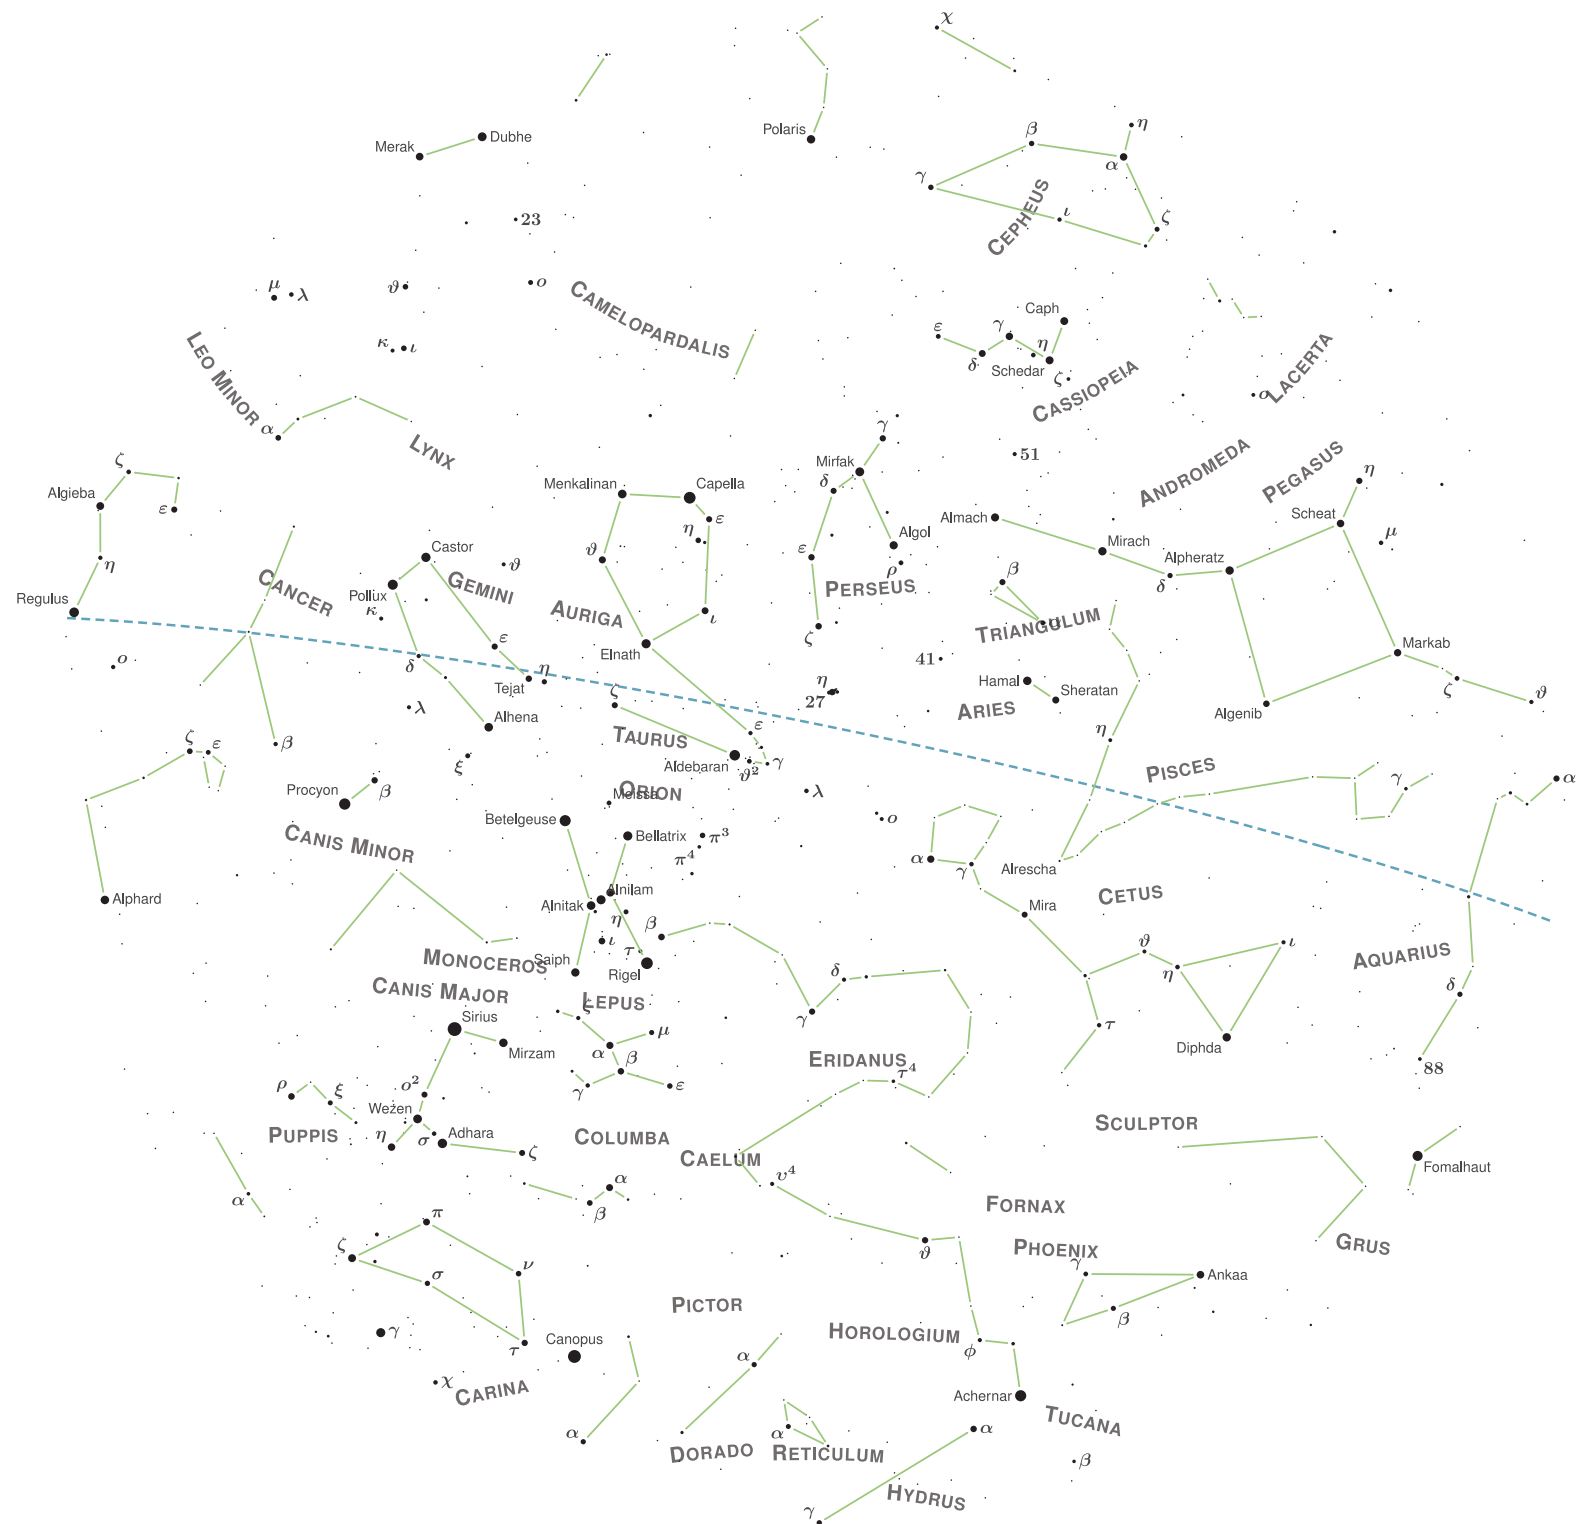 χ
Polaris
Dubhe
Merak
β
η
α
γ
CEPHEUS
ι
ζ
23
μ
λ
ϑ
ο
CAMELOPARDALIS
Caph
ε
γ
η
δ
Schedar
ζ
CASSIOPEIA
LACERTA
ο
κ
ι
LEO MINOR
α
LYNX
γ
Mirfak
δ
51
ANDROMEDA
PEGASUS
η
ζ
Algieba
ε
Menkalinan
Capella
ε
η
Almach
Scheat
μ
Algol
Mirach
Alpheratz
δ
η
Castor
GEMINI
ϑ
ϑ
ε
ρ
PERSEUS
β
CANCER
Pollux
κ
Regulus
AURIGA
ι
ζ
TRIANGULUM
α
Elnath
ε
δ
41
Markab
ο
η
Tejat
η
27
Hamal
Sheratan
ARIES
ζ
ϑ
Algenib
λ
Alhena
ζ
TAURUS
ε
η
β
ζ
ε
ξ
Aldebaran
ϑ²
γ
PISCES
γ
α
Procyon
β
Meissa
ORION
λ
Betelgeuse
Bellatrix
π³
ο
CANIS MINOR
π⁴
α
γ
Alrescha
Alphard
Alnilam
Alnitak
η
Mira
CETUS
β
ι
τ
MONOCEROS
Saiph
Rigel
ϑ
η
ι
AQUARIUS
δ
δ
CANIS MAJOR
LEPUS
ζ
γ
Sirius
Mirzam
μ
α
β
τ
Diphda
ERIDANUS
τ⁴
88
ρ
ξ
ο²
γ
ε
Wezen
PUPPIS
η
σ
Adhara
COLUMBA
SCULPTOR
ζ
CAELUM
Fomalhaut
α
α
β
υ⁴
FORNAX
π
ζ
ϑ
PHOENIX
GRUS
σ
ν
γ
Ankaa
PICTOR
β
γ
HOROLOGIUM
φ
τ
Canopus
α
χ
CARINA
Achernar
TUCANA
α
α
α
DORADO
RETICULUM
β
HYDRUS
γ